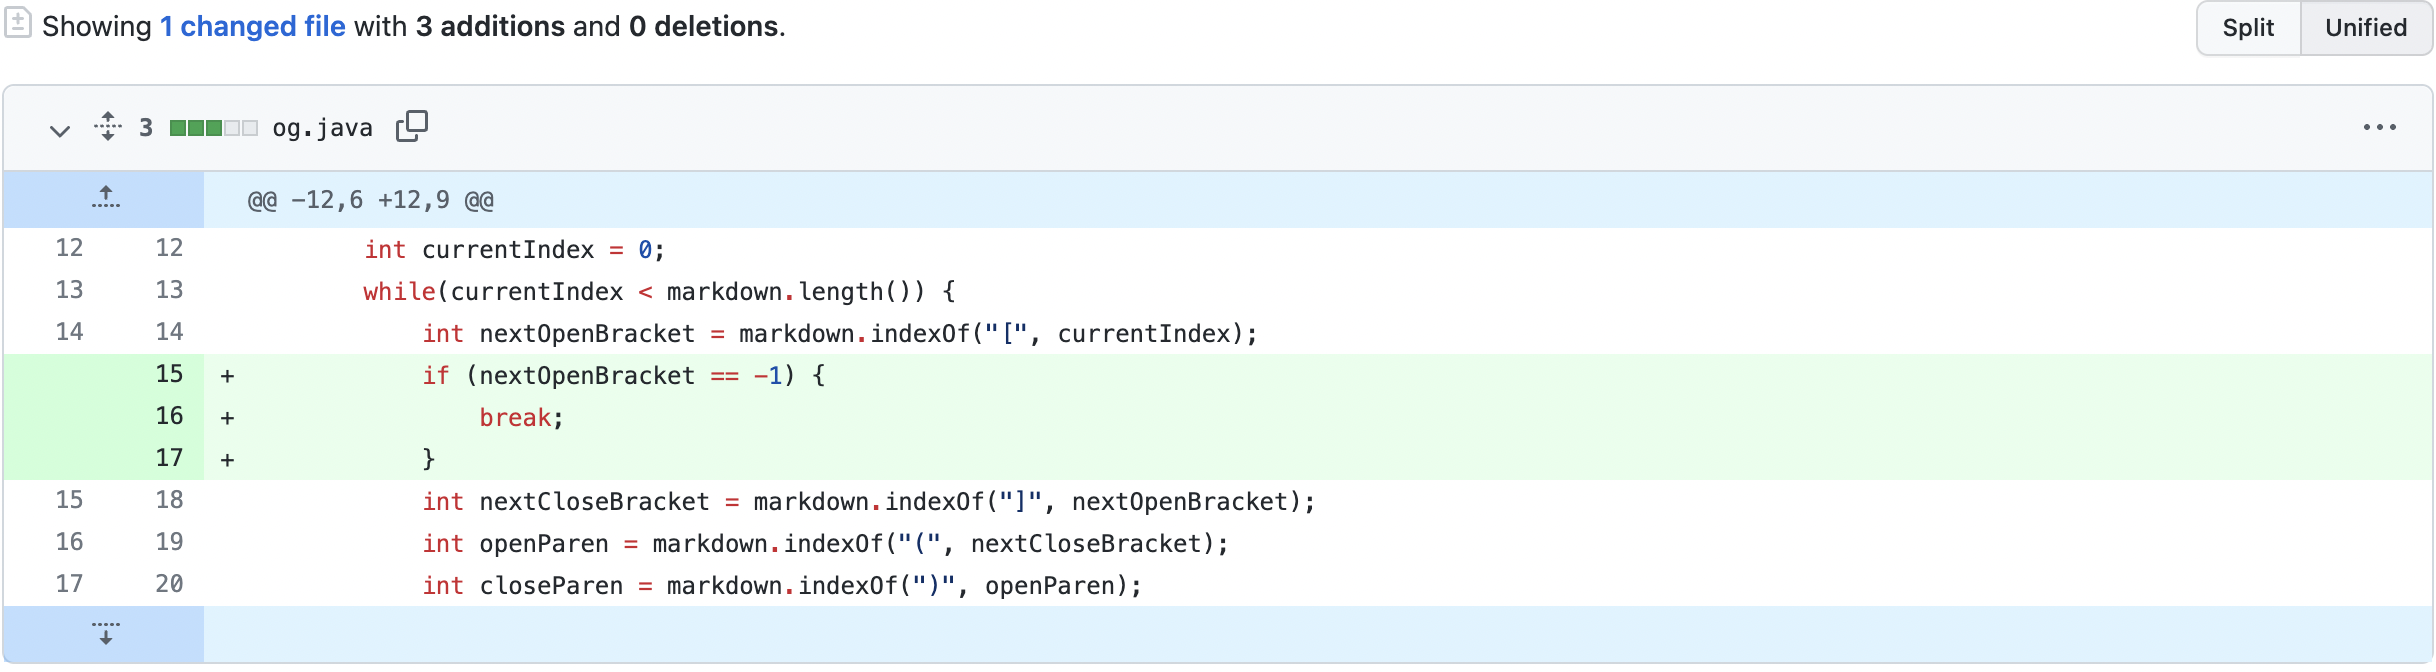 Showing 1 changed file with 3 additions and 0 deletions.
Split Unified
3 og.java
@@ -12,6 +12,9 @@
12 12 int currentIndex = 0;
13 13 while(currentIndex < markdown.length()) {
14 14 int nextOpenBracket = markdown.indexOf("[", currentIndex);
15 + if (nextOpenBracket == -1) {
16 + break;
17 + }
15 18 int nextCloseBracket = markdown.indexOf("]", nextOpenBracket);
16 19 int openParen = markdown.indexOf("(", nextCloseBracket);
17 20 int closeParen = markdown.indexOf(")", openParen);